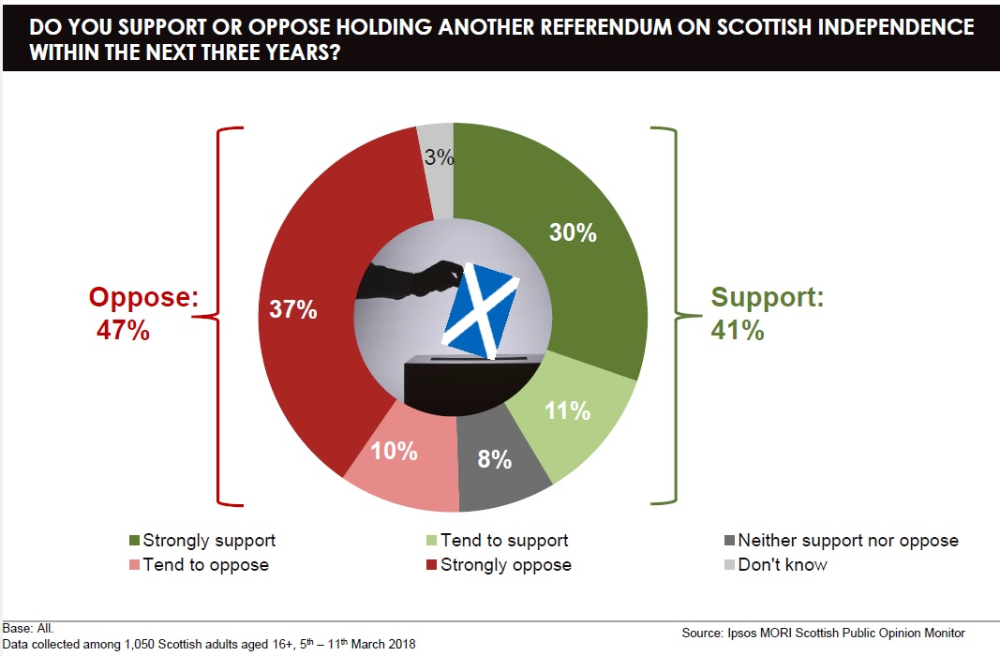 DO YOU SUPPORT OR OPPOSE HOLDING ANOTHER REFERENDUM ON SCOTTISH INDEPENDENCE
WITHIN THE NEXT THREE YEARS?
3%
30%
Oppose:
47%
37%
Support:
41%
11%
10%
8%
Strongly support
Tend to support
Neither support nor oppose
Tend to oppose
Strongly oppose
Don't know
Base: All.
Data collected among 1,050 Scottish adults aged 16+, 5th – 11th March 2018
Source: Ipsos MORI Scottish Public Opinion Monitor